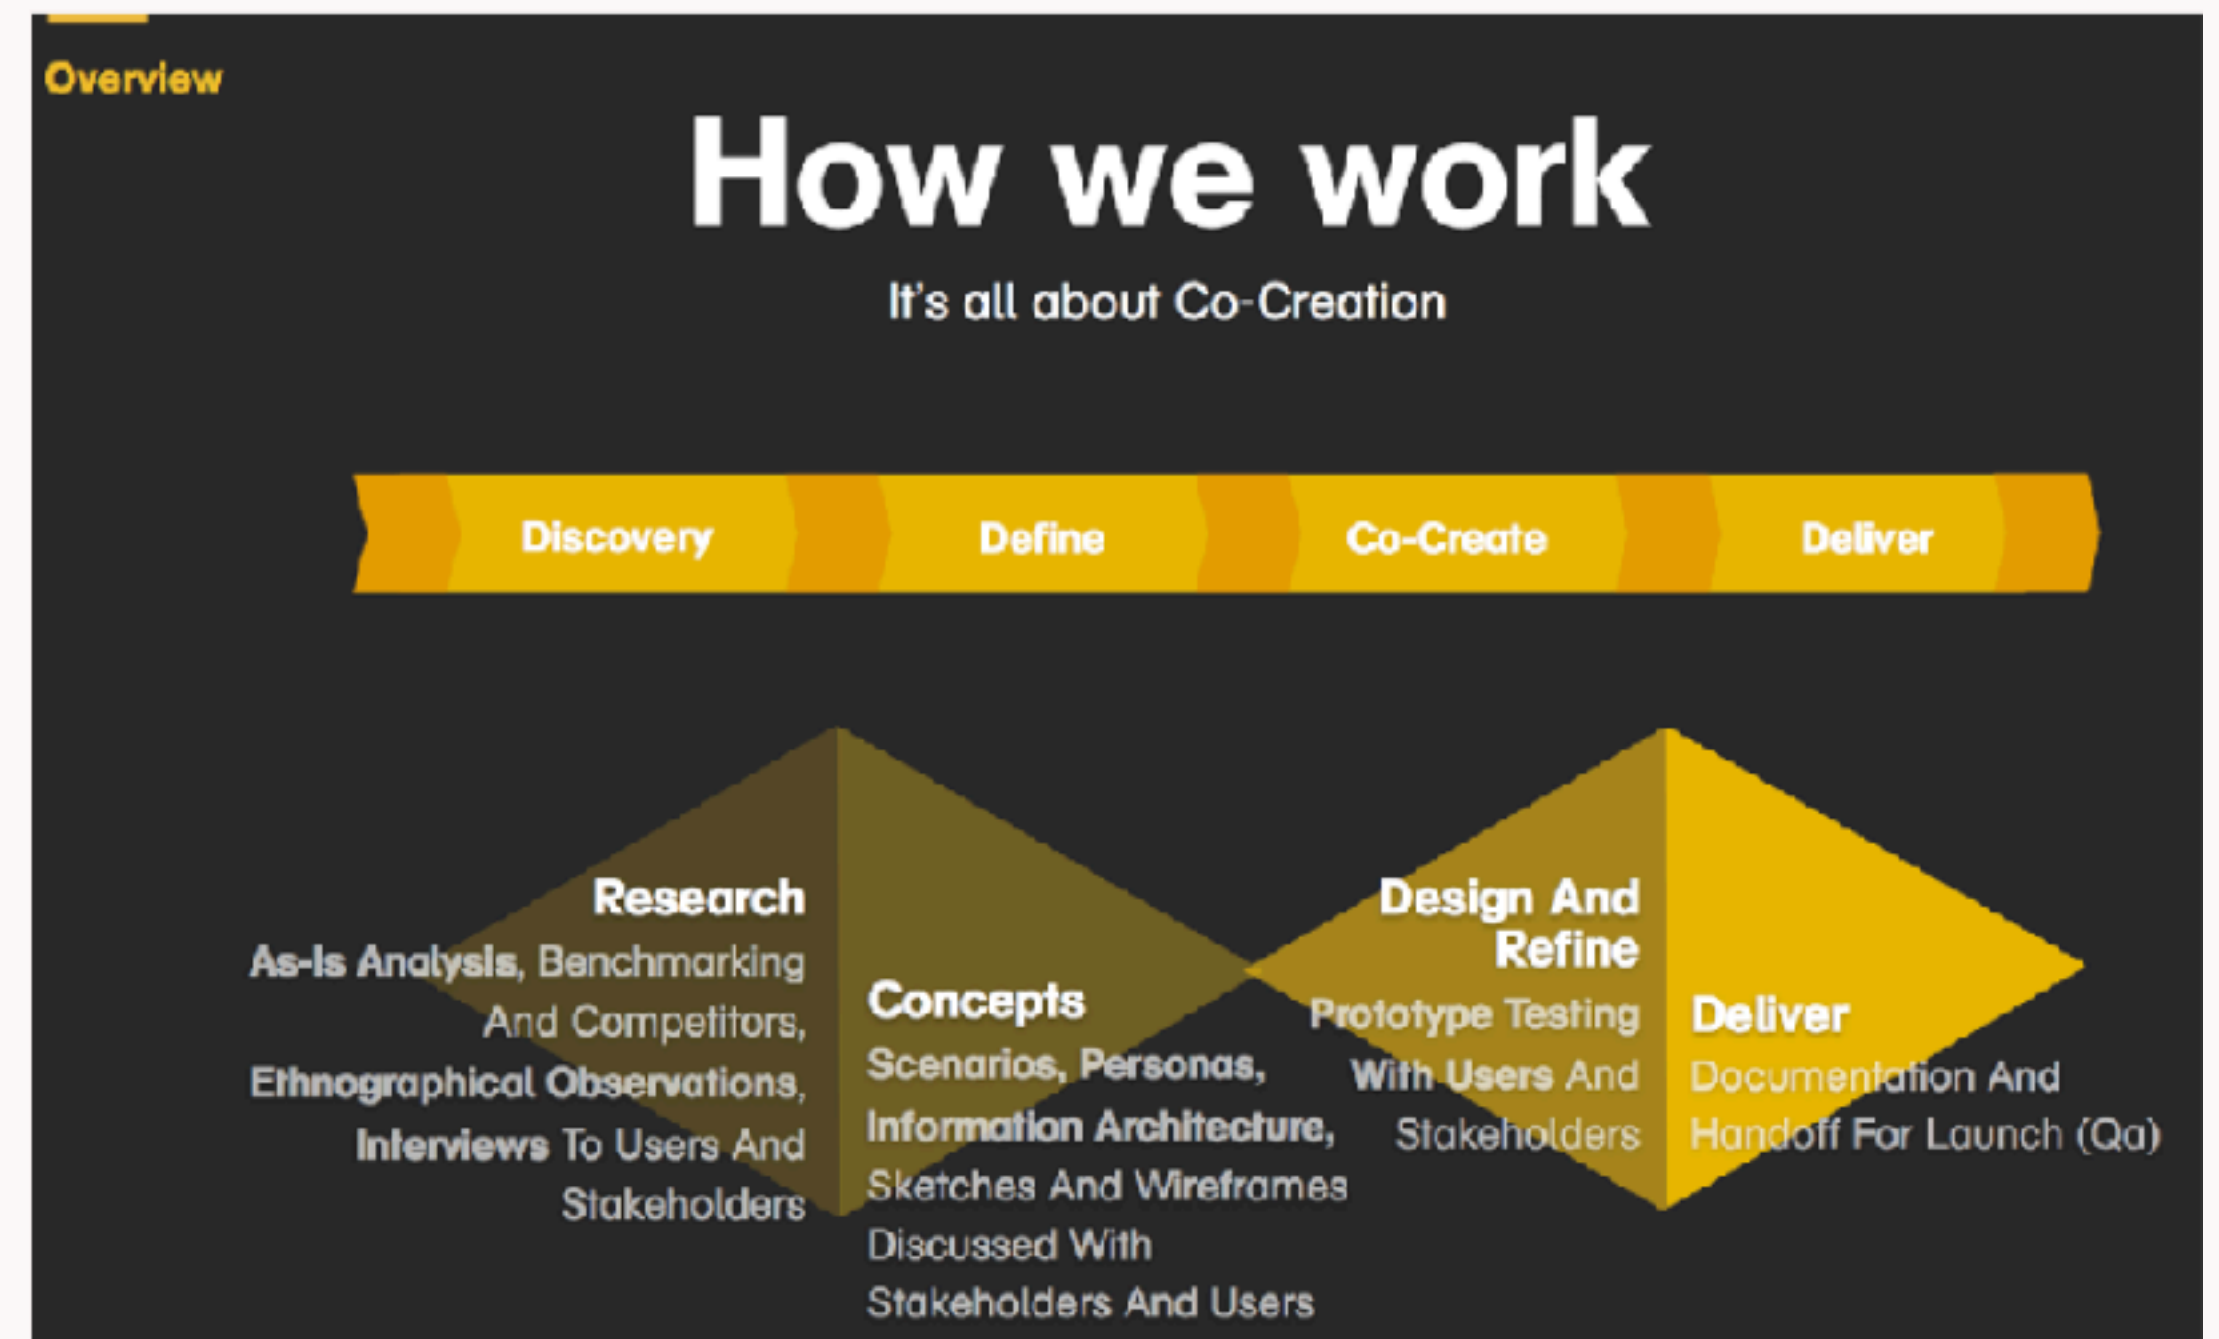 Overview
How we work
It's all about Co-Creation
Discovery
Define
Co-Create
Deliver
Research
As-Is Analysis, Benchmarking
And Competitors,
Ethnographical Observations,
Interviews To Users And
Stakeholders
Concepts
Scenarios, Personas,
Information Architecture,
Sketches And Wireframes
Discussed With
Stakeholders And Users
Design And
Refine
Prototype Testing
With Users And
Stakeholders
Deliver
Documentation And
Handoff For Launch (Qa)